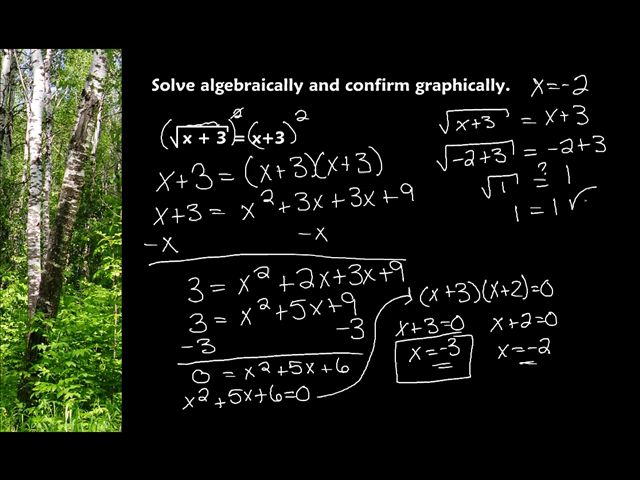 Solve algebraically and confirm graphically.
(√(x + 3))² = (x+3)²
x+3 = (x+3)(x+3)
x+3 = x²+3x+3x+9
-x -x
3 = x²+2x+3x+9
3 = x²+5x+9
-3 -3
0 = x²+5x+6
x²+5x+6=0
(x+3)(x+2)=0
x+3=0 x+2=0
x=-3 x=-2
x=-2
√(x+3) = x+3
√(-2+3) = -2+3
√1 ≟ 1
1=1 ✓